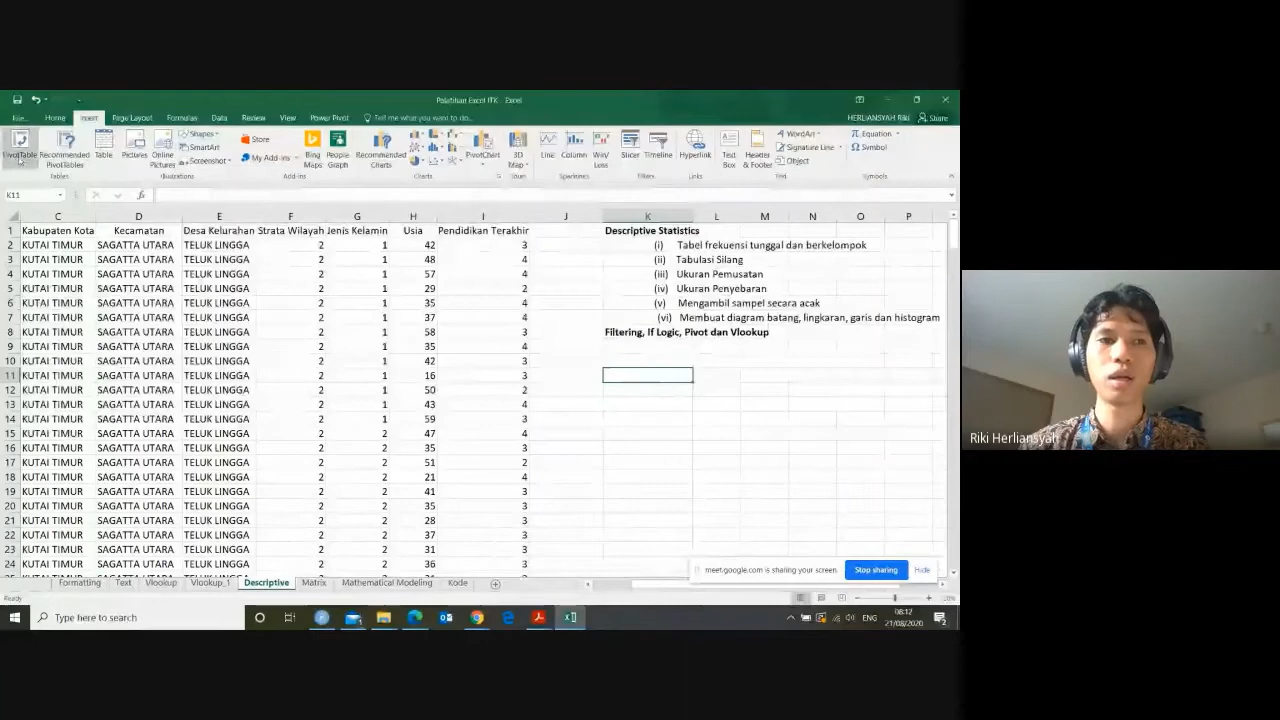 Pelatihan Excel ITK - Excel
File Home Insert Page Layout Formulas Data Review View Power Pivot Tell me what you want to do... HERLIANSYAH Riki Share
PivotTable Recommended PivotTables Table Pictures Online Pictures Shapes SmartArt Screenshot Store My Add-ins Bing Maps People Graph Recommended Charts PivotChart 3D Map Line Column Win/Loss Slicer Timeline Hyperlink Text Box Header & Footer WordArt Signature Line Object Equation Symbol
Tables Illustrations Add-ins Charts Tours Sparklines Filters Links Text Symbols
K11 fx
C D E F G H I J K L M N O P
1 Kabupaten Kota Kecamatan Desa Kelurahan Strata Wilayah Jenis Kelamin Usia Pendidikan Terakhir Descriptive Statistics
2 KUTAI TIMUR SAGATTA UTARA TELUK LINGGA 2 1 42 3 (i) Tabel frekuensi tunggal dan berkelompok
3 KUTAI TIMUR SAGATTA UTARA TELUK LINGGA 2 1 48 4 (ii) Tabulasi Silang
4 KUTAI TIMUR SAGATTA UTARA TELUK LINGGA 2 1 57 4 (iii) Ukuran Pemusatan
5 KUTAI TIMUR SAGATTA UTARA TELUK LINGGA 2 1 29 2 (iv) Ukuran Penyebaran
6 KUTAI TIMUR SAGATTA UTARA TELUK LINGGA 2 1 35 4 (v) Mengambil sampel secara acak
7 KUTAI TIMUR SAGATTA UTARA TELUK LINGGA 2 1 37 4 (vi) Membuat diagram batang, lingkaran, garis dan histogram
8 KUTAI TIMUR SAGATTA UTARA TELUK LINGGA 2 1 58 3 Filtering, If Logic, Pivot dan Vlookup
9 KUTAI TIMUR SAGATTA UTARA TELUK LINGGA 2 1 35 4
10 KUTAI TIMUR SAGATTA UTARA TELUK LINGGA 2 1 42 3
11 KUTAI TIMUR SAGATTA UTARA TELUK LINGGA 2 1 16 3
12 KUTAI TIMUR SAGATTA UTARA TELUK LINGGA 2 1 50 2
13 KUTAI TIMUR SAGATTA UTARA TELUK LINGGA 2 1 43 4
14 KUTAI TIMUR SAGATTA UTARA TELUK LINGGA 2 1 59 3
15 KUTAI TIMUR SAGATTA UTARA TELUK LINGGA 2 2 47 4
16 KUTAI TIMUR SAGATTA UTARA TELUK LINGGA 2 2 35 3
17 KUTAI TIMUR SAGATTA UTARA TELUK LINGGA 2 2 51 2
18 KUTAI TIMUR SAGATTA UTARA TELUK LINGGA 2 2 21 4
19 KUTAI TIMUR SAGATTA UTARA TELUK LINGGA 2 2 41 3
20 KUTAI TIMUR SAGATTA UTARA TELUK LINGGA 2 2 35 3
21 KUTAI TIMUR SAGATTA UTARA TELUK LINGGA 2 2 28 3
22 KUTAI TIMUR SAGATTA UTARA TELUK LINGGA 2 2 37 3
23 KUTAI TIMUR SAGATTA UTARA TELUK LINGGA 2 2 31 3
24 KUTAI TIMUR SAGATTA UTARA TELUK LINGGA 2 2 36 3
meet.google.com is sharing your screen. Stop sharing Hide
Formatting Text Vlookup Vlookup_1 Descriptive Matrix Mathematical Modeling Kode
Ready
Type here to search ENG 08:12
21/08/2020
Riki Herliansyah